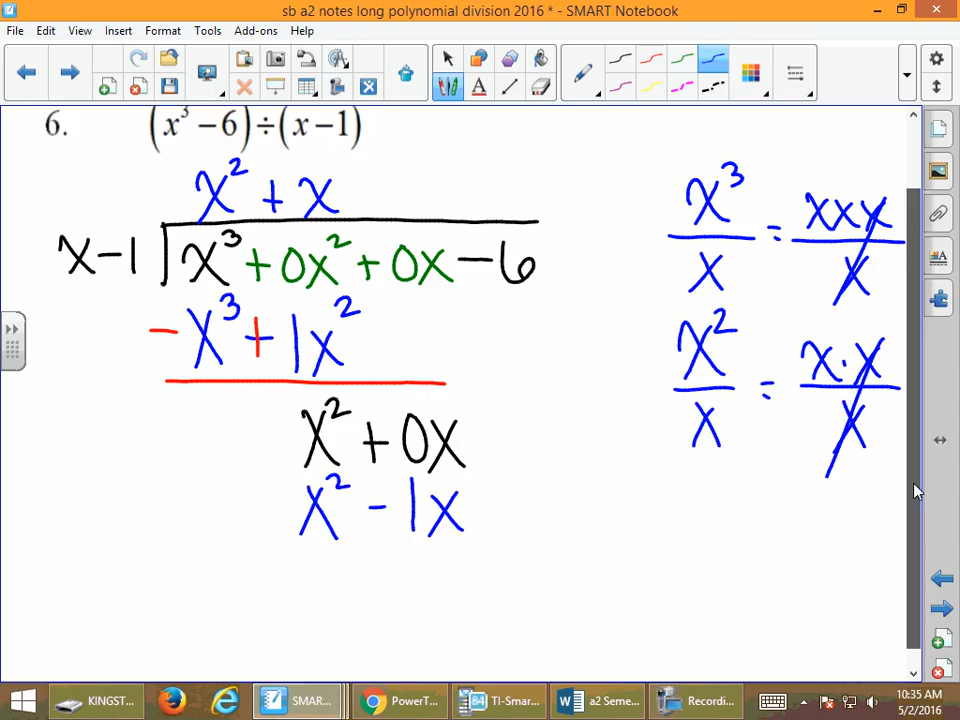 sb a2 notes long polynomial division 2016 * - SMART Notebook
File Edit View Insert Format Tools Add-ons Help
6. (x³ − 6) ÷ (x − 1)
x² + x
x − 1 x³ + 0x² + 0x − 6
− x³ + 1x²
x² + 0x
x² − 1x
x³/x = xxx/x
x²/x = x·x/x
KINGST... SMAR... PowerT... TI-Smar... a2 Seme... Recordi... 10:35 AM
5/2/2016